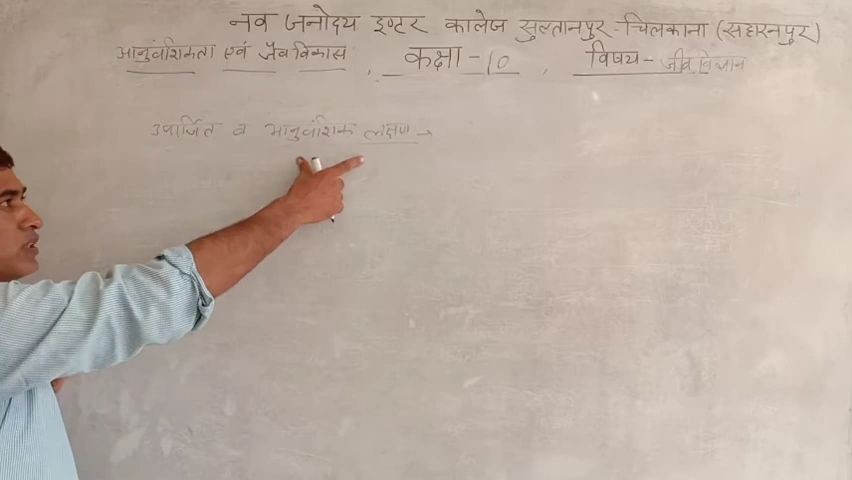 नव जनोदय इण्टर कालेज सुल्तानपुर-चिलकाना (सहारनपुर)
आनुवंशिकता एवं जैव विकास, कक्षा-10, विषय- जीव विज्ञान
उपार्जित व आनुवंशिक लक्षण →